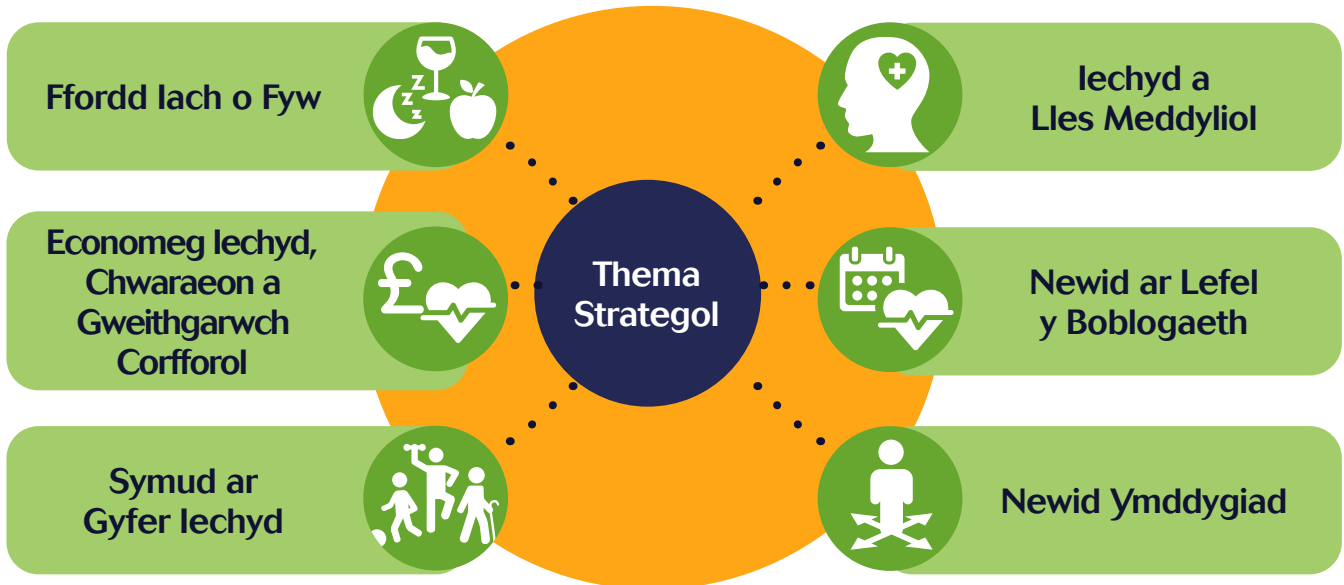 Ffordd Iach o Fyw
Economeg Iechyd,
Chwaraeon a
Gweithgarwch
Corfforol
Symud ar
Gyfer Iechyd
Thema
Strategol
Iechyd a
Lles Meddyliol
Newid ar Lefel
y Boblogaeth
Newid Ymddygiad